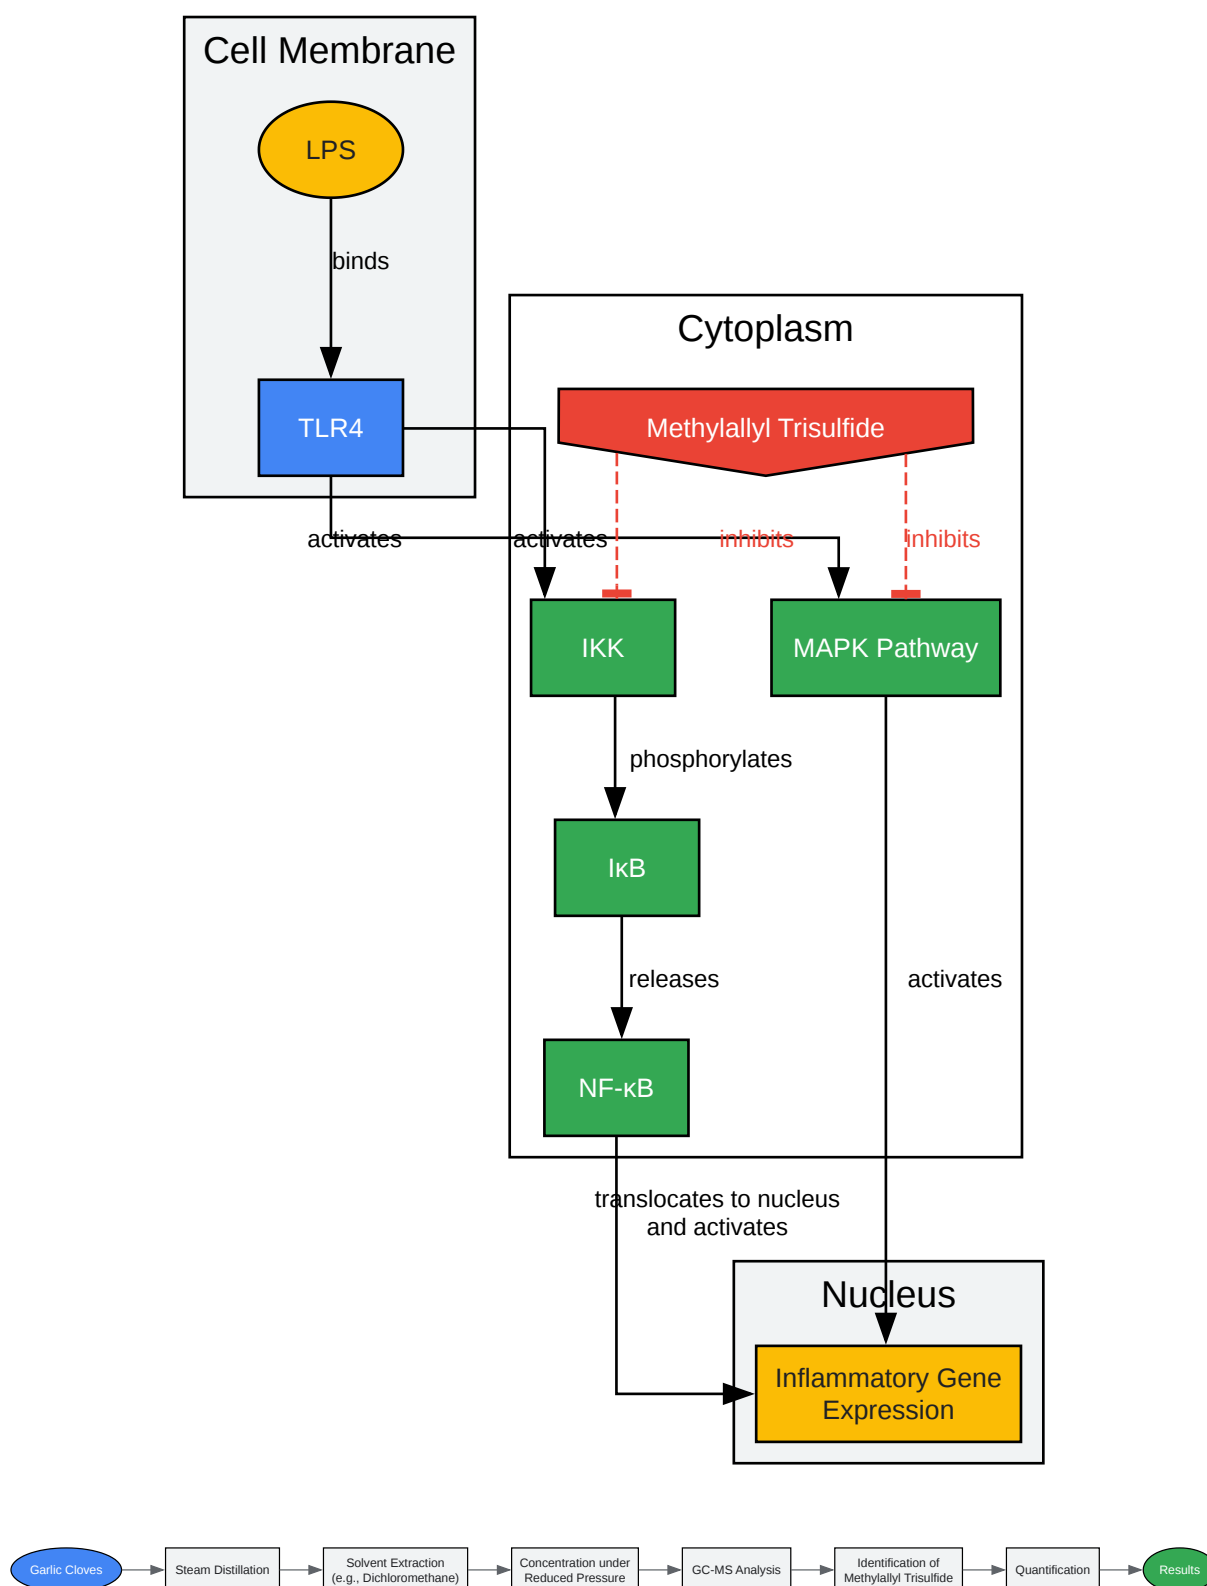 Cell Membrane
LPS
binds
TLR4
Cytoplasm
Methylallyl Trisulfide
activates
activates
inhibits
inhibits
IKK
MAPK Pathway
phosphorylates
IκB
releases
activates
NF-κB
translocates to nucleus
and activates
Nucleus
Inflammatory Gene
Expression
Garlic Cloves
Steam Distillation
Solvent Extraction
(e.g., Dichloromethane)
Concentration under
Reduced Pressure
GC-MS Analysis
Identification of
Methylallyl Trisulfide
Quantification
Results